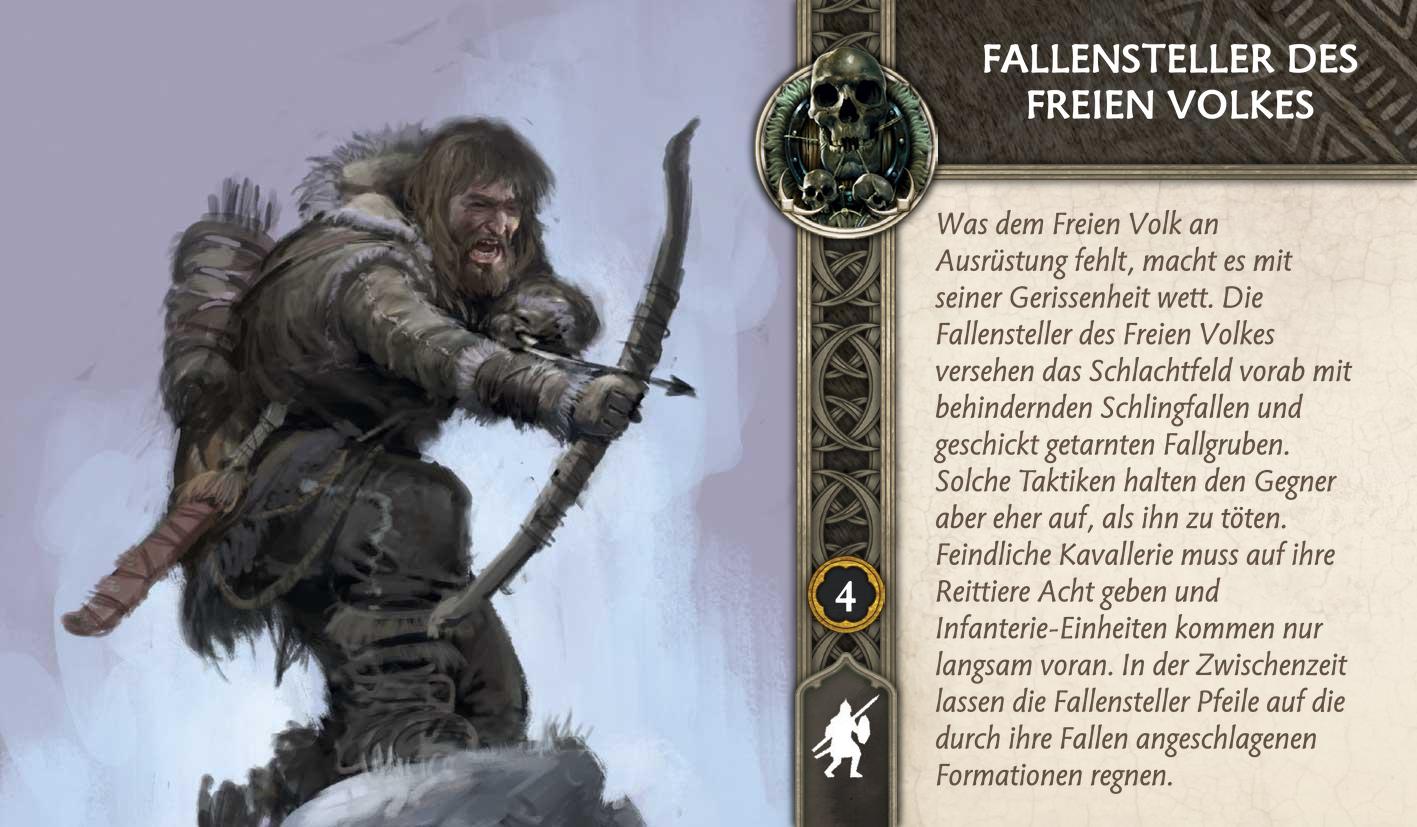 FALLENSTELLER DES
FREIEN VOLKES
Was dem Freien Volk an
Ausrüstung fehlt, macht es mit
seiner Gerissenheit wett. Die
Fallensteller des Freien Volkes
versehen das Schlachtfeld vorab mit
behindernden Schlingfallen und
geschickt getarnten Fallgruben.
Solche Taktiken halten den Gegner
aber eher auf, als ihn zu töten.
Feindliche Kavallerie muss auf ihre
Reittiere Acht geben und
Infanterie-Einheiten kommen nur
langsam voran. In der Zwischenzeit
lassen die Fallensteller Pfeile auf die
durch ihre Fallen angeschlagenen
Formationen regnen.
4